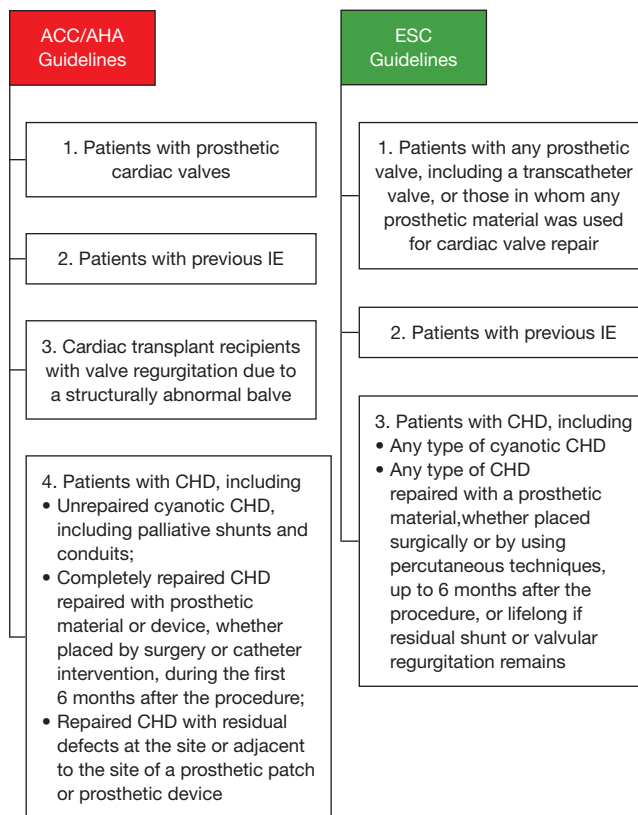 ACC/AHA
Guidelines
1. Patients with prosthetic
cardiac valves
2. Patients with previous IE
3. Cardiac transplant recipients
with valve regurgitation due to
a structurally abnormal balve
4. Patients with CHD, including
• Unrepaired cyanotic CHD,
including palliative shunts and
conduits;
• Completely repaired CHD
repaired with prosthetic
material or device, whether
placed by surgery or catheter
intervention, during the first
6 months after the procedure;
• Repaired CHD with residual
defects at the site or adjacent
to the site of a prosthetic patch
or prosthetic device
ESC
Guidelines
1. Patients with any prosthetic
valve, including a transcatheter
valve, or those in whom any
prosthetic material was used
for cardiac valve repair
2. Patients with previous IE
3. Patients with CHD, including
• Any type of cyanotic CHD
• Any type of CHD
repaired with a prosthetic
material,whether placed
surgically or by using
percutaneous techniques,
up to 6 months after the
procedure, or lifelong if
residual shunt or valvular
regurgitation remains